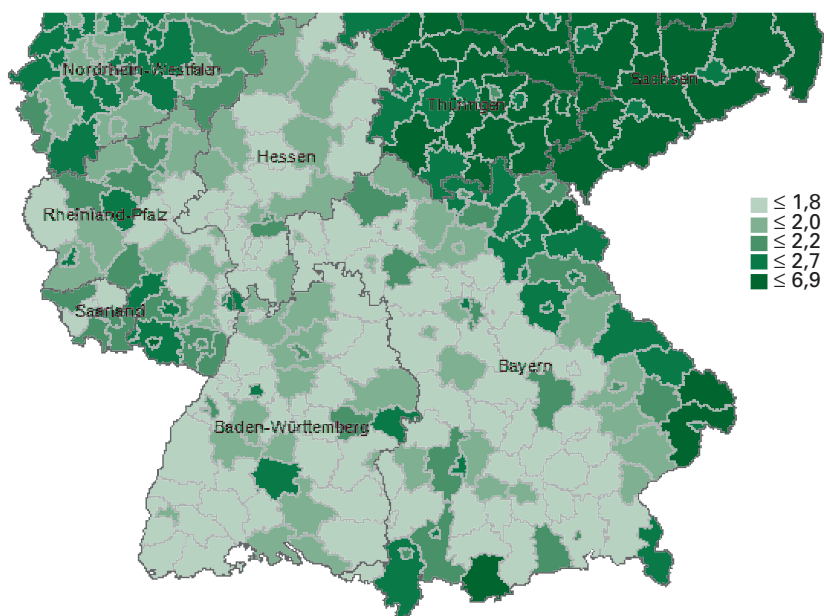 Nordrhein-Westfalen
Thüringen
Sachsen
Hessen
Rheinland-Pfalz
Saarland
Bayern
Baden-Württemberg
≤ 1,8
≤ 2,0
≤ 2,2
≤ 2,7
≤ 6,9